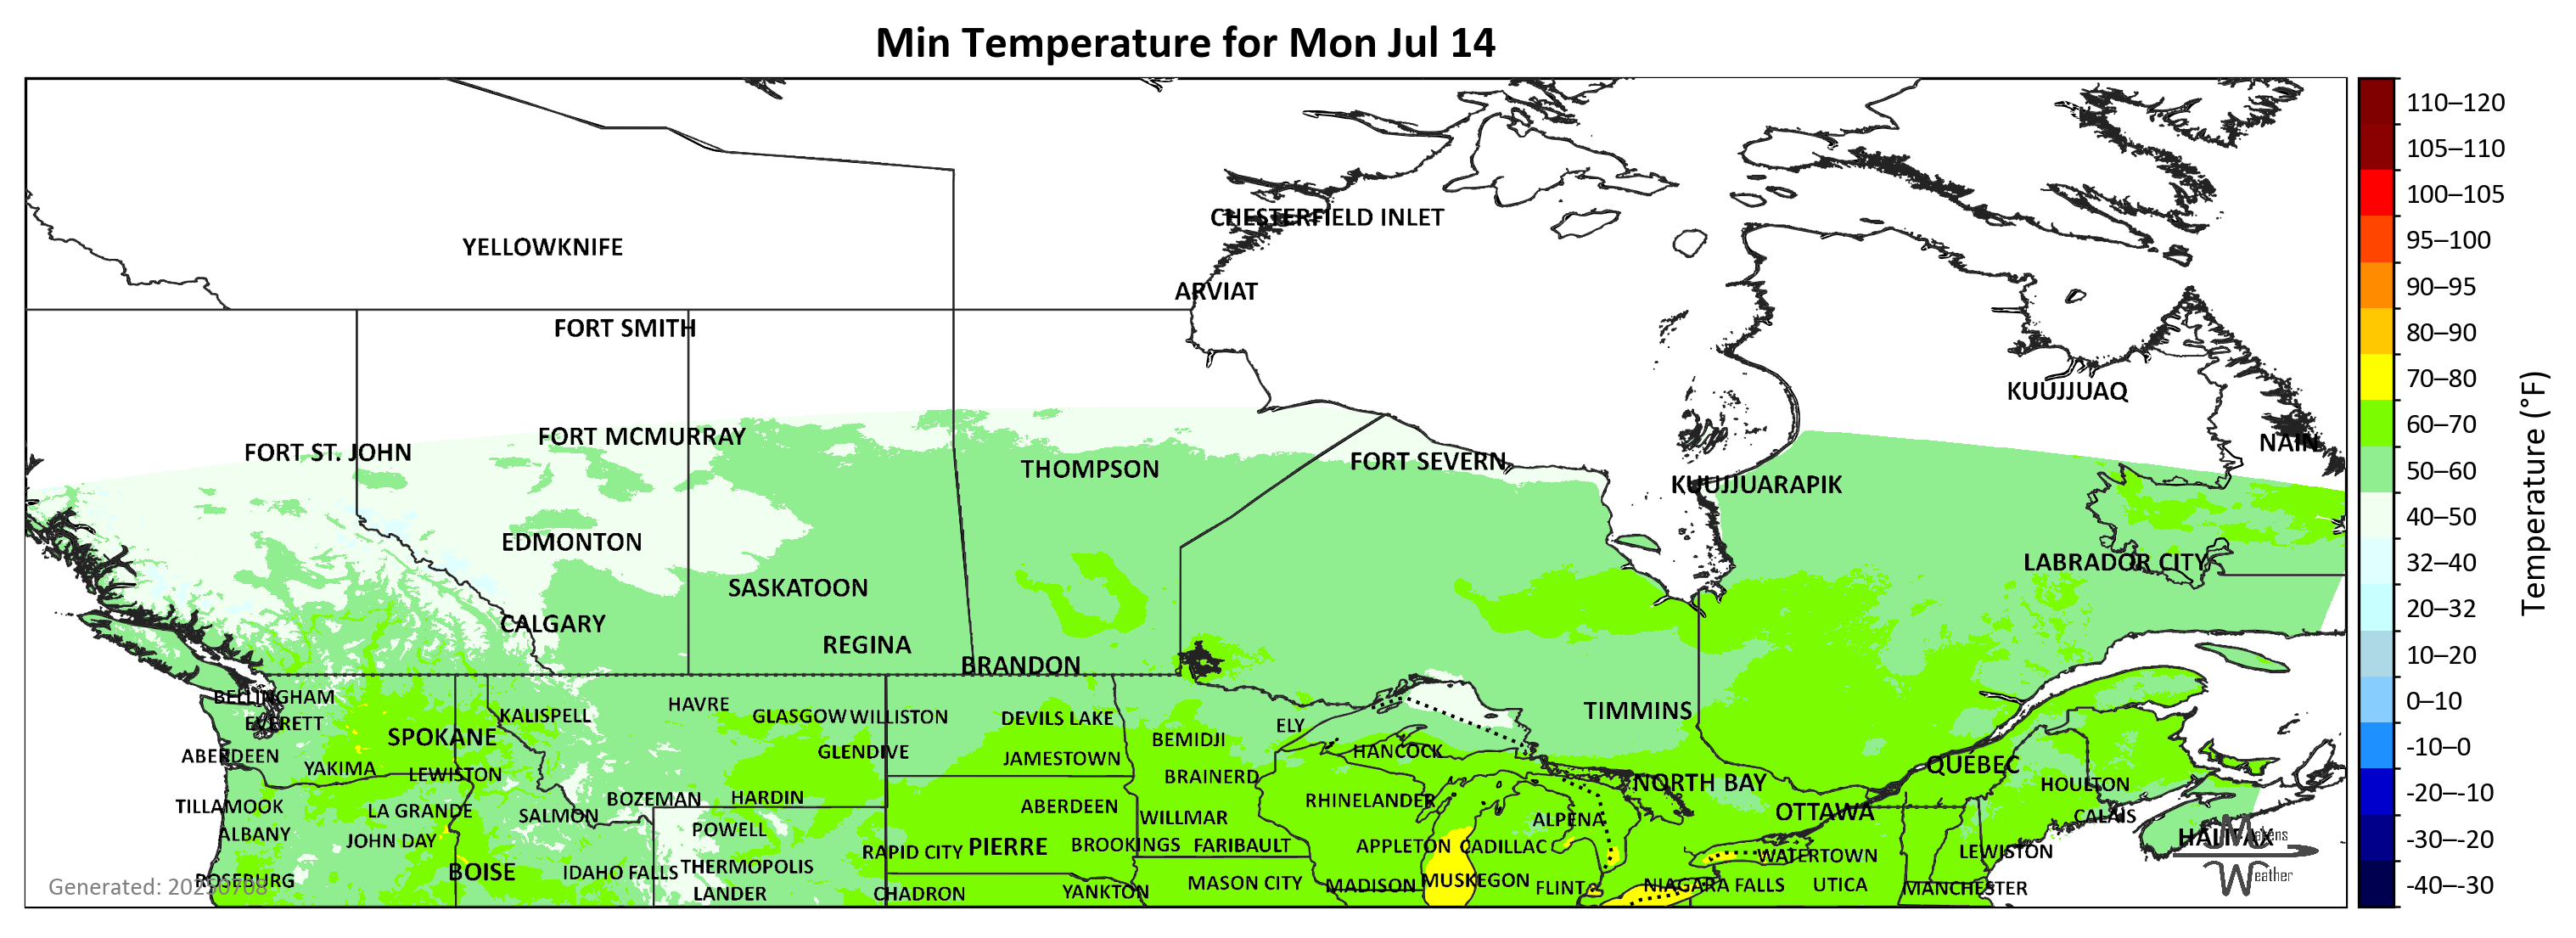 Min Temperature for Mon Jul 14
110–120
105–110
100–105
95–100
90–95
80–90
70–80
60–70
50–60
40–50
32–40
20–32
10–20
0–10
-10–0
-20–-10
-30–-20
-40–-30
Temperature (°F)
CHESTERFIELD INLET
YELLOWKNIFE
ARVIAT
FORT SMITH
KUUJJUAQ
FORT MCMURRAY
NAIN
FORT ST. JOHN
FORT SEVERN
THOMPSON
KUUJJUARAPIK
EDMONTON
LABRADOR CITY
SASKATOON
CALGARY
REGINA
BRANDON
BELLINGHAM
HAVRE
TIMMINS
KALISPELL
GLASGOW
WILLISTON
DEVILS LAKE
EVERETT
ELY
SPOKANE
BEMIDJI
HANCOCK
GLENDIVE
ABERDEEN
JAMESTOWN
QUEBEC
YAKIMA
LEWISTON
BRAINERD
NORTH BAY
HOULTON
BOZEMAN
HARDIN
RHINELANDER
TILLAMOOK
LA GRANDE
SALMON
ABERDEEN
WILLMAR
ALPENA
OTTAWA
CALAIS
ALBANY
JOHN DAY
POWELL
HALIFAX
RAPID CITY
PIERRE
BROOKINGS
FARIBAULT
APPLETON
CADILLAC
WATERTOWN
LEWISTON
BOISE
IDAHO FALLS
THERMOPOLIS
ROSEBURG
MASON CITY
MADISON
MUSKEGON
FLINT
NIAGARA FALLS
UTICA
MANCHESTER
LANDER
CHADRON
YANKTON
Generated: 20250708
Makens
Weather